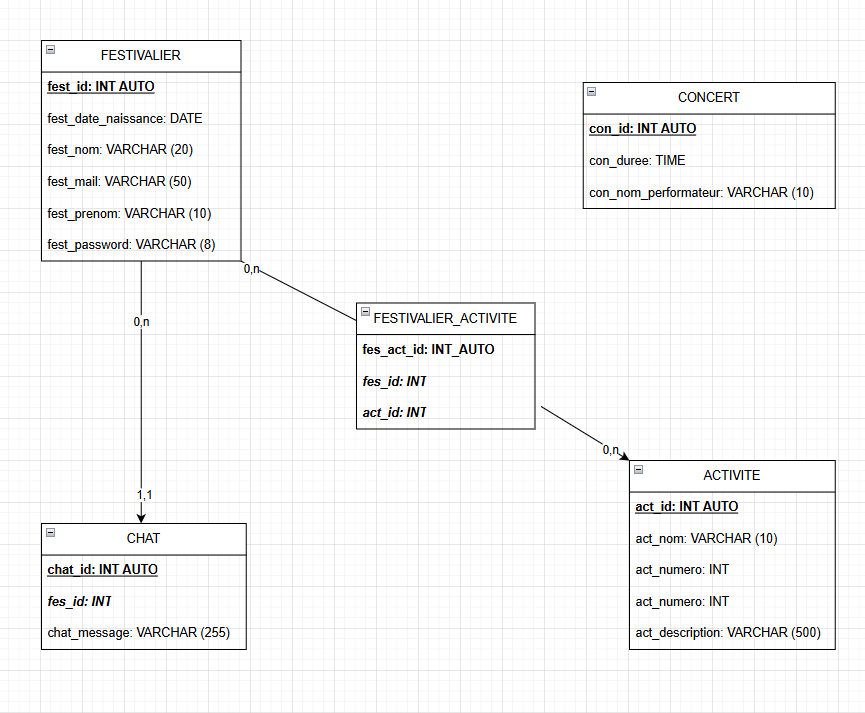 FESTIVALIER
fest_id: INT AUTO
fest_date_naissance: DATE
fest_nom: VARCHAR (20)
fest_mail: VARCHAR (50)
fest_prenom: VARCHAR (10)
fest_password: VARCHAR (8)
CONCERT
con_id: INT AUTO
con_duree: TIME
con_nom_performateur: VARCHAR (10)
0,n
0,n
FESTIVALIER_ACTIVITE
fes_act_id: INT_AUTO
fes_id: INT
act_id: INT
0,n
1,1
CHAT
chat_id: INT AUTO
fes_id: INT
chat_message: VARCHAR (255)
ACTIVITE
act_id: INT AUTO
act_nom: VARCHAR (10)
act_numero: INT
act_numero: INT
act_description: VARCHAR (500)